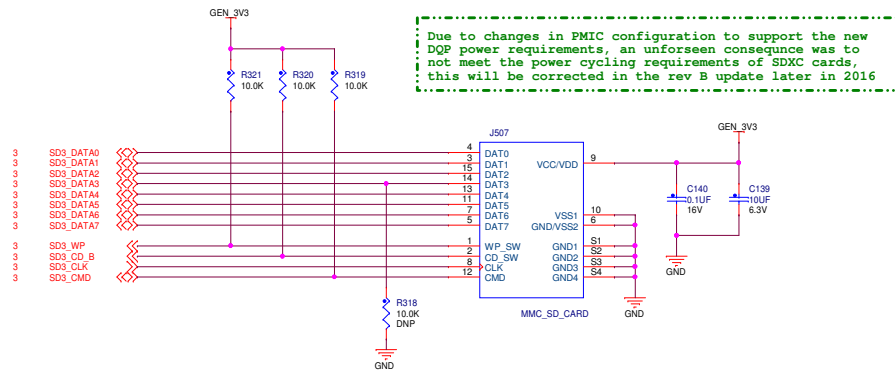 GEN_3V3
Due to changes in PMIC configuration to support the new
DQP power requirements, an unforseen consequnce was to
not meet the power cycling requirements of SDXC cards,
this will be corrected in the rev B update later in 2016
R321
10.0K
R320
10.0K
R319
10.0K
J507
GEN_3V3
3 SD3_DATA0 4 DAT0
3 SD3_DATA1 3 DAT1 VCC/VDD 9
3 SD3_DATA2 15 DAT2
3 SD3_DATA3 14 DAT3
3 SD3_DATA4 13 DAT4
3 SD3_DATA5 11 DAT5
3 SD3_DATA6 7 DAT6 VSS1 10
3 SD3_DATA7 5 DAT7 GND/VSS2 6
C140
0.1UF
16V
C139
10UF
6.3V
3 SD3_WP 1 WP_SW GND1 S1
3 SD3_CD_B 2 CD_SW GND2 S2
3 SD3_CLK 8 CLK GND3 S3
3 SD3_CMD 12 CMD GND4 S4
GND
R318
10.0K
DNP
MMC_SD_CARD
GND
GND